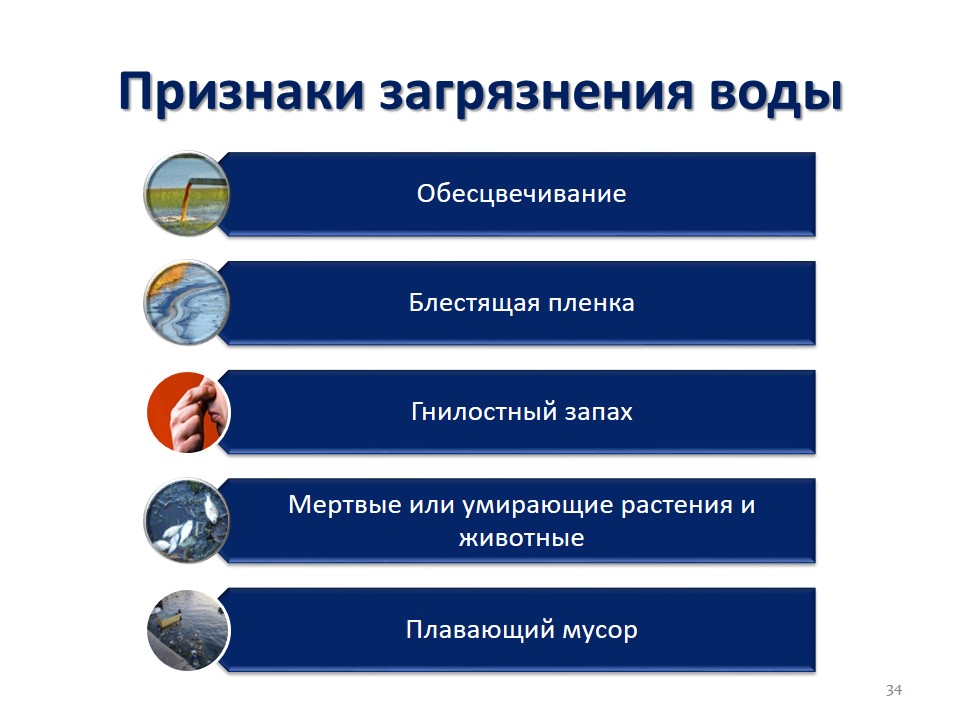 Признаки загрязнения воды
Обесцвечивание
Блестящая пленка
Гнилостный запах
Мертвые или умирающие растения и
животные
Плавающий мусор
34